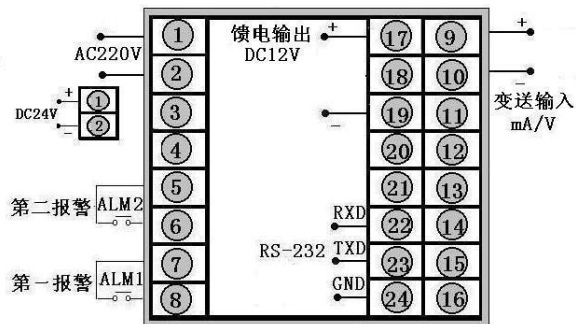 AC220V
DC24V
+
1
−
2
第二报警 ALM2
第一报警 ALM1
1
2
3
4
5
6
7
8
馈电输出
DC12V
+
−
RS-232
RXD
TXD
GND
17
18
19
20
21
22
23
24
9
10
11
12
13
14
15
16
+
−
变送输入
mA/V